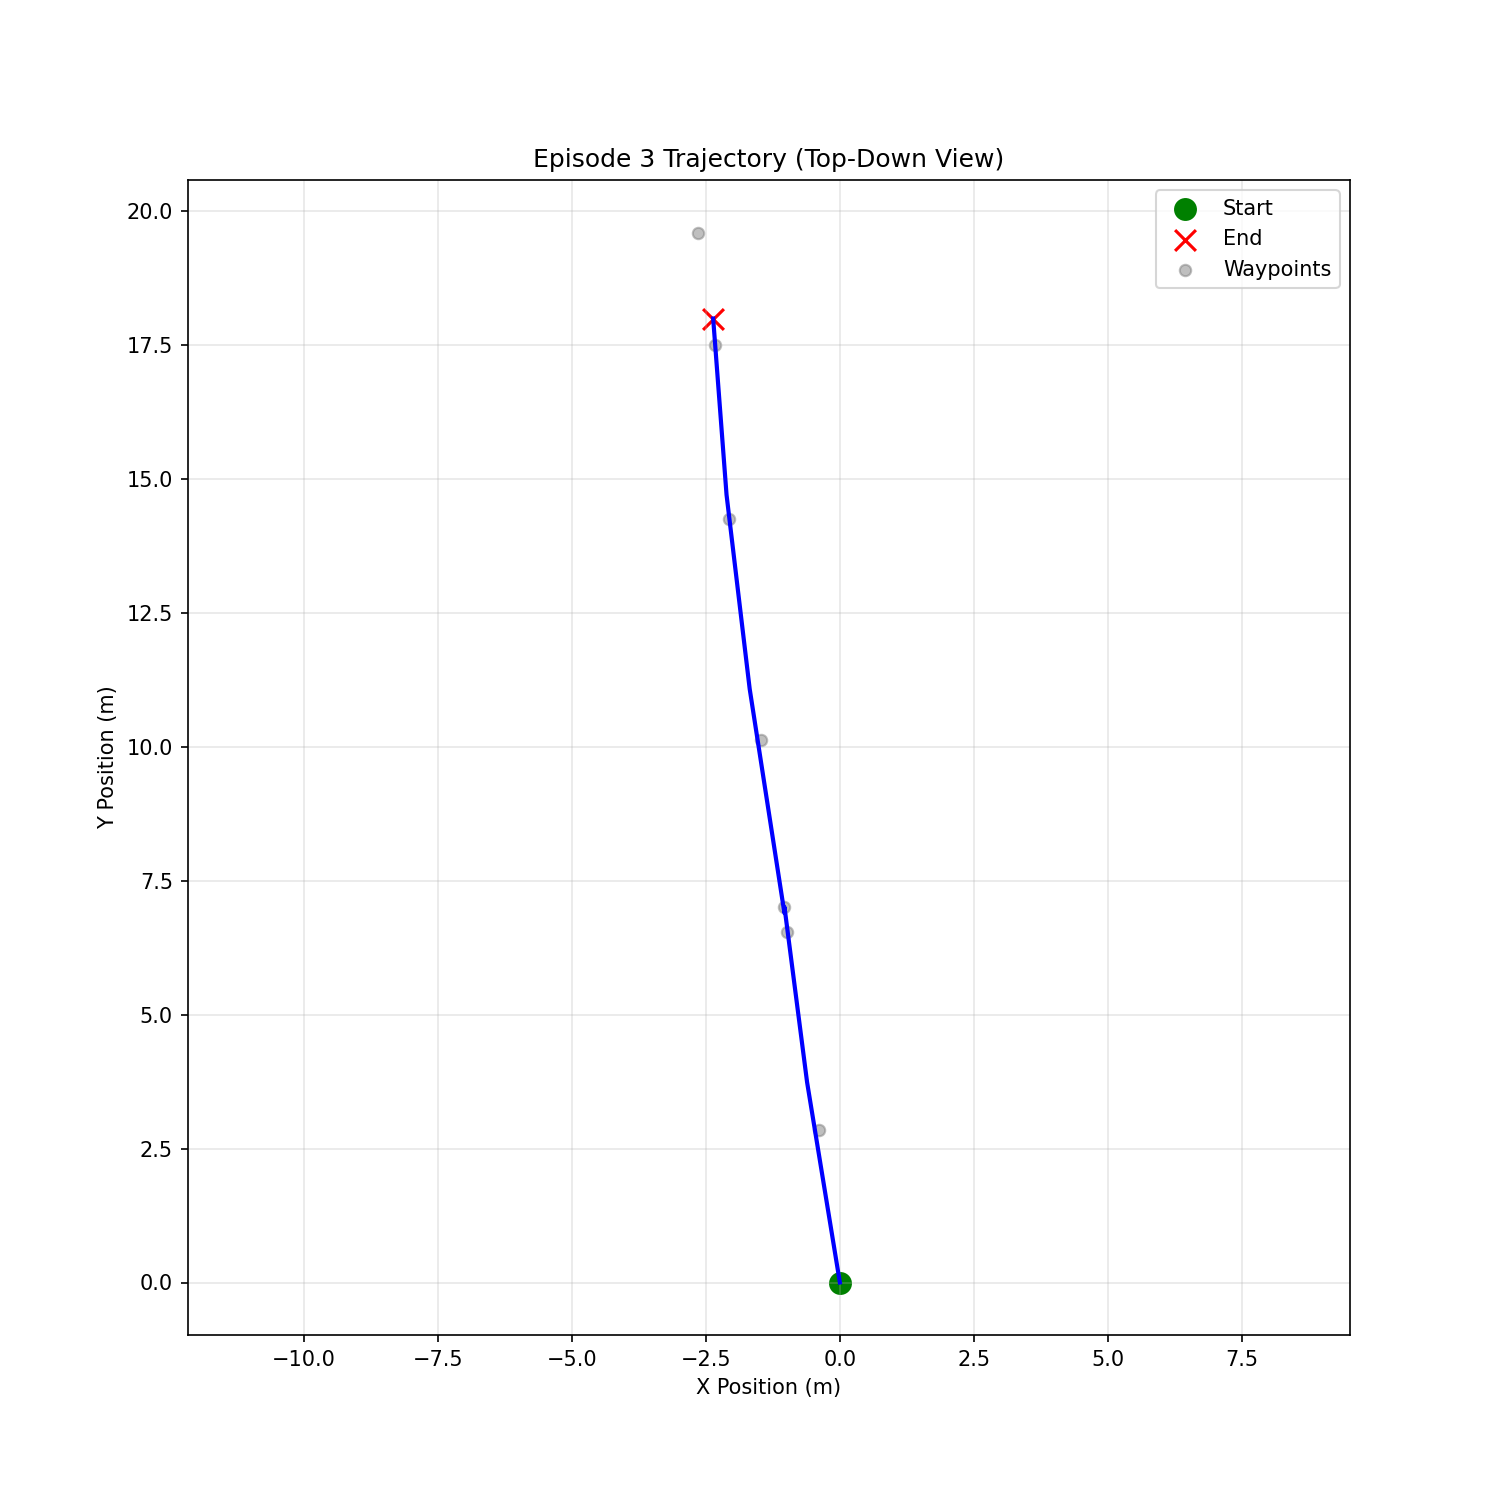 Episode 3 Trajectory (Top-Down View)
Start
End
Waypoints
20.0
17.5
15.0
12.5
10.0
7.5
5.0
2.5
0.0
Y Position (m)
−10.0 −7.5 −5.0 −2.5 0.0 2.5 5.0 7.5
X Position (m)